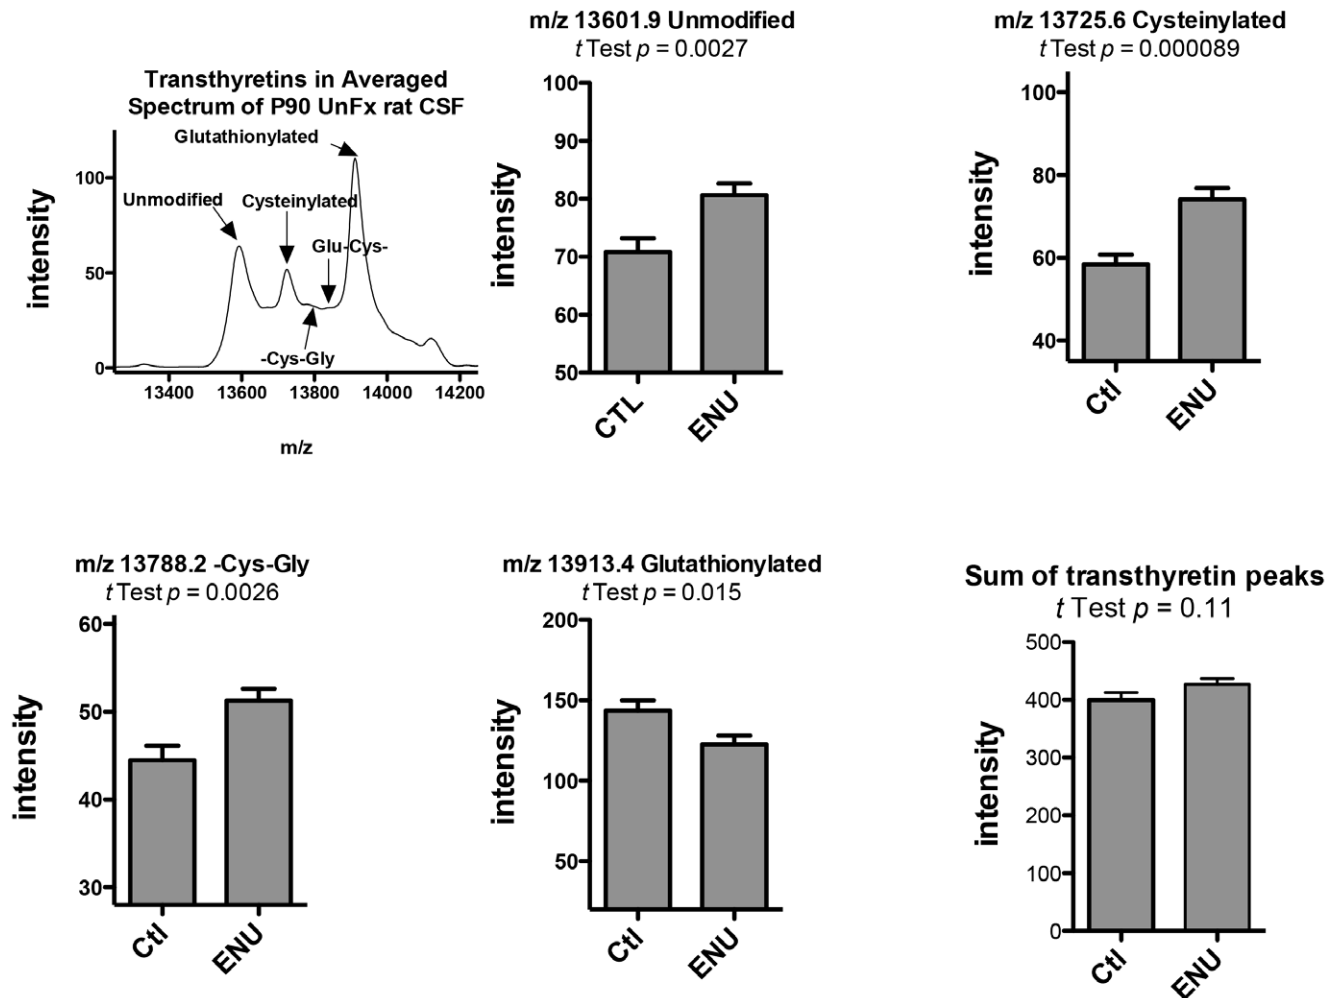 Transthyretins in Averaged
Spectrum of P90 UnFx rat CSF
Glutathionylated
Unmodified
Cysteinylated
Glu-Cys-
-Cys-Gly
intensity
100
50
0
13400 13600 13800 14000 14200
m/z
m/z 13601.9 Unmodified
t Test p = 0.0027
intensity
100
90
80
70
60
50
CTL
ENU
m/z 13725.6 Cysteinylated
t Test p = 0.000089
intensity
100
80
60
40
Ctl
ENU
m/z 13788.2 -Cys-Gly
t Test p = 0.0026
intensity
60
50
40
30
Ctl
ENU
m/z 13913.4 Glutathionylated
t Test p = 0.015
intensity
200
150
100
50
Ctl
ENU
Sum of transthyretin peaks
t Test p = 0.11
intensity
500
400
300
200
100
0
Ctl
ENU